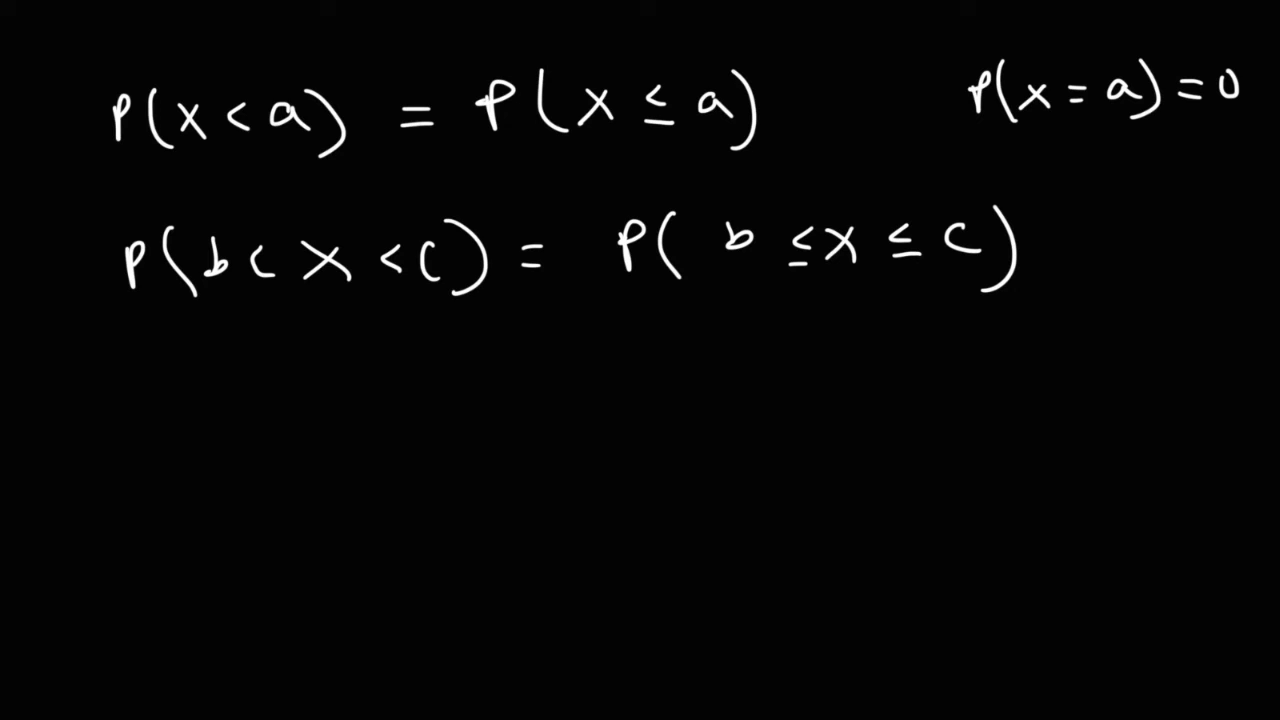 P(x < a) = P(x ≤ a) P(x = a) = 0
P(b < x < c) = P(b ≤ x ≤ c)